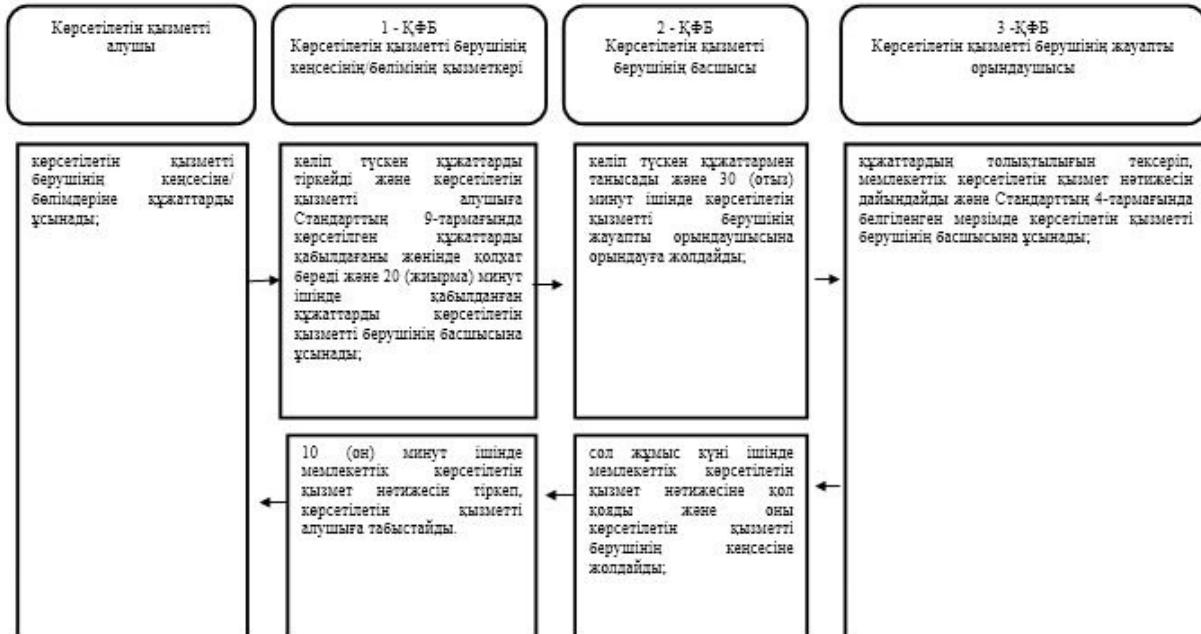 Көрсетілетін қызметті
алушы
1 - ҚФБ
Көрсетілетін қызметті берушінің
кеңсесінің/бөлімінің қызметкері
2 - ҚФБ
Көрсетілетін қызметті
берушінің басшысы
3 -ҚФБ
Көрсетілетін қызметті берушінің жауапты
орындаушысы
көрсетілетін қызметті
берушінің кеңсесіне/
бөлімдеріне құжаттарды
ұсынады;
келіп түскен құжаттарды
тіркейді және көрсетілетін
қызметті алушыға
Стандарттың 9-тармағында
көрсетілген құжаттарды
қабылдағаны жөнінде қолхат
береді және 20 (жиырма) минут
ішінде қабылданған
құжаттарды көрсетілетін
қызметті берушінің басшысына
ұсынады;
келіп түскен құжаттармен
танысады және 30 (отыз)
минут ішінде көрсетілетін
қызметті берушінің
жауапты орындаушысына
орындауға жолдайды;
құжаттардың толықтылығын тексеріп,
мемлекеттік көрсетілетін қызмет нәтижесін
дайындайды және Стандарттың 4-тармағында
белгіленген мерзімде көрсетілетін қызметті
берушінің басшысына ұсынады;
10 (он) минут ішінде
мемлекеттік көрсетілетін
қызмет нәтижесін тіркеп,
көрсетілетін қызметті
алушыға табыстайды.
сол жұмыс күні ішінде
мемлекеттік көрсетілетін
қызмет нәтижесіне қол
қояды және оны
көрсетілетін қызметті
берушінің кеңсесіне
жолдайды;